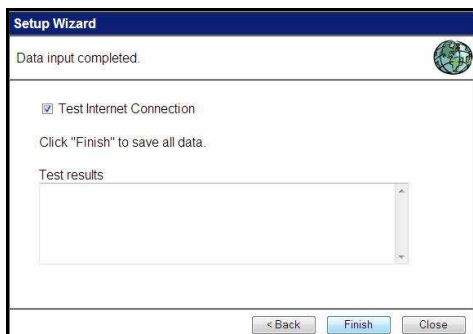 Setup Wizard
Data input completed.
Test Internet Connection
Click "Finish" to save all data.
Test results
< Back Finish Close